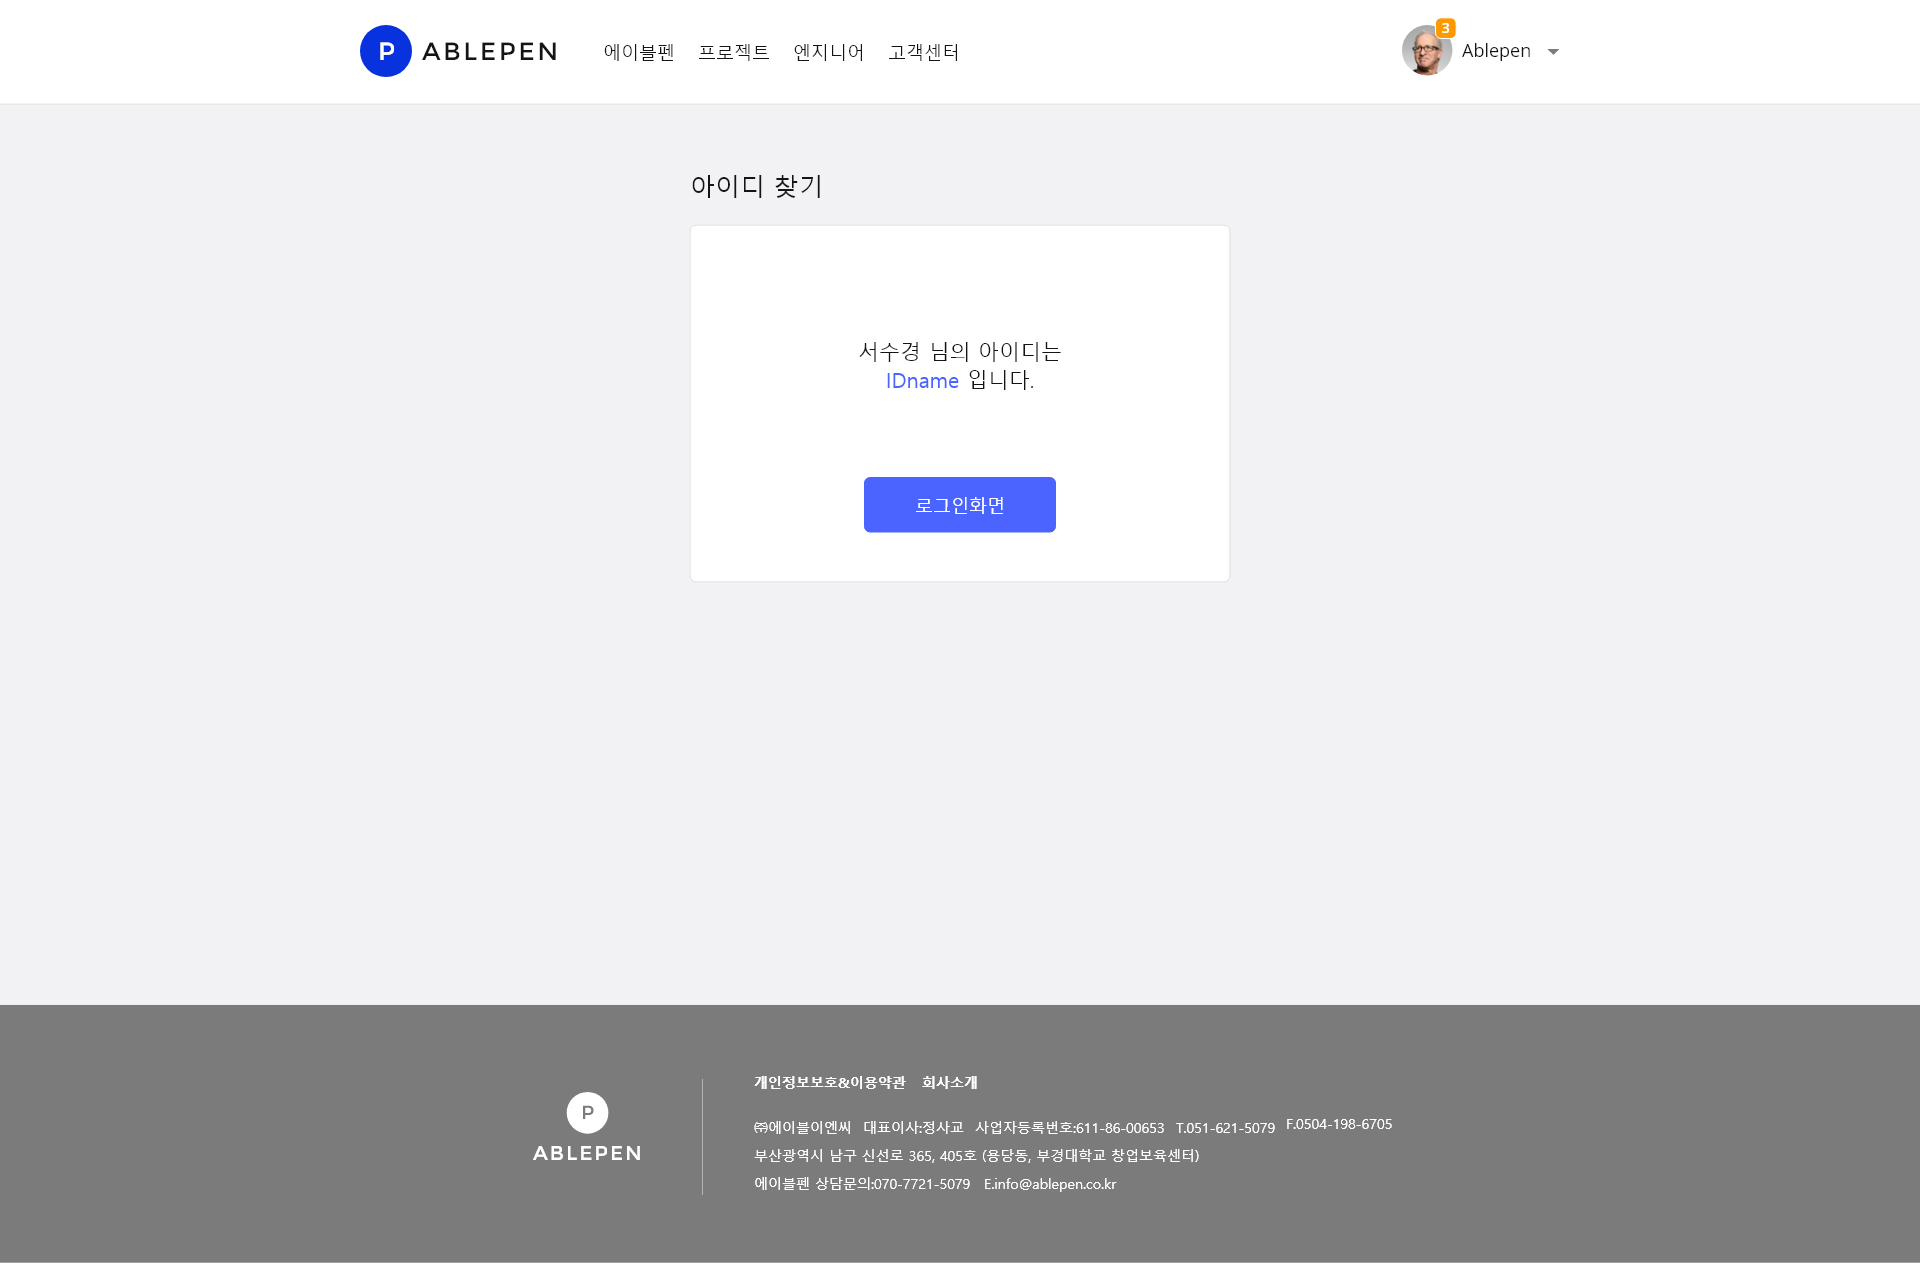 P ABLEPEN 에이블펜 프로젝트 엔지니어 고객센터 3 Ablepen
아이디 찾기
서수경 님의 아이디는
IDname 입니다.
로그인화면
P
ABLEPEN
개인정보보호&이용약관 회사소개
㈜에이블이엔씨 대표이사:정사교 사업자등록번호:611-86-00653 T.051-621-5079 F.0504-198-6705
부산광역시 남구 신선로 365, 405호 (용당동, 부경대학교 창업보육센터)
에이블펜 상담문의:070-7721-5079 E.info@ablepen.co.kr